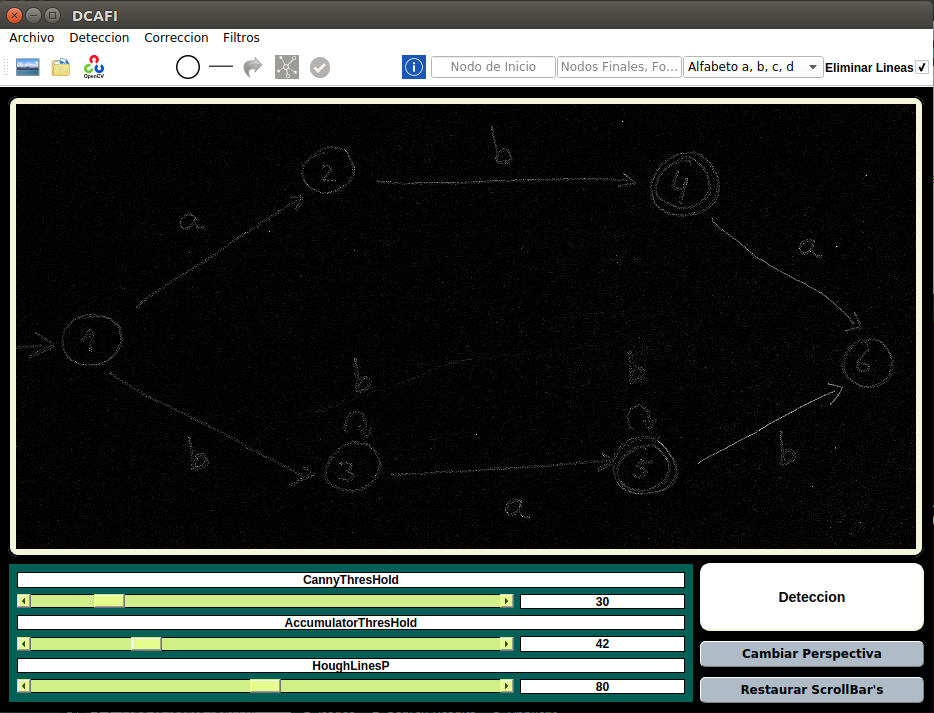 DCAFI
Archivo Deteccion Correccion Filtros
OpenCV Nodo de Inicio Nodos Finales, Fo... Alfabeto a, b, c, d Eliminar Lineas
b
2 4
a a
1
b b 6
3 5
b b
a
CannyThresHold
30
AccumulatorThresHold
42
HoughLinesP
80
Deteccion
Cambiar Perspectiva
Restaurar ScrollBar's